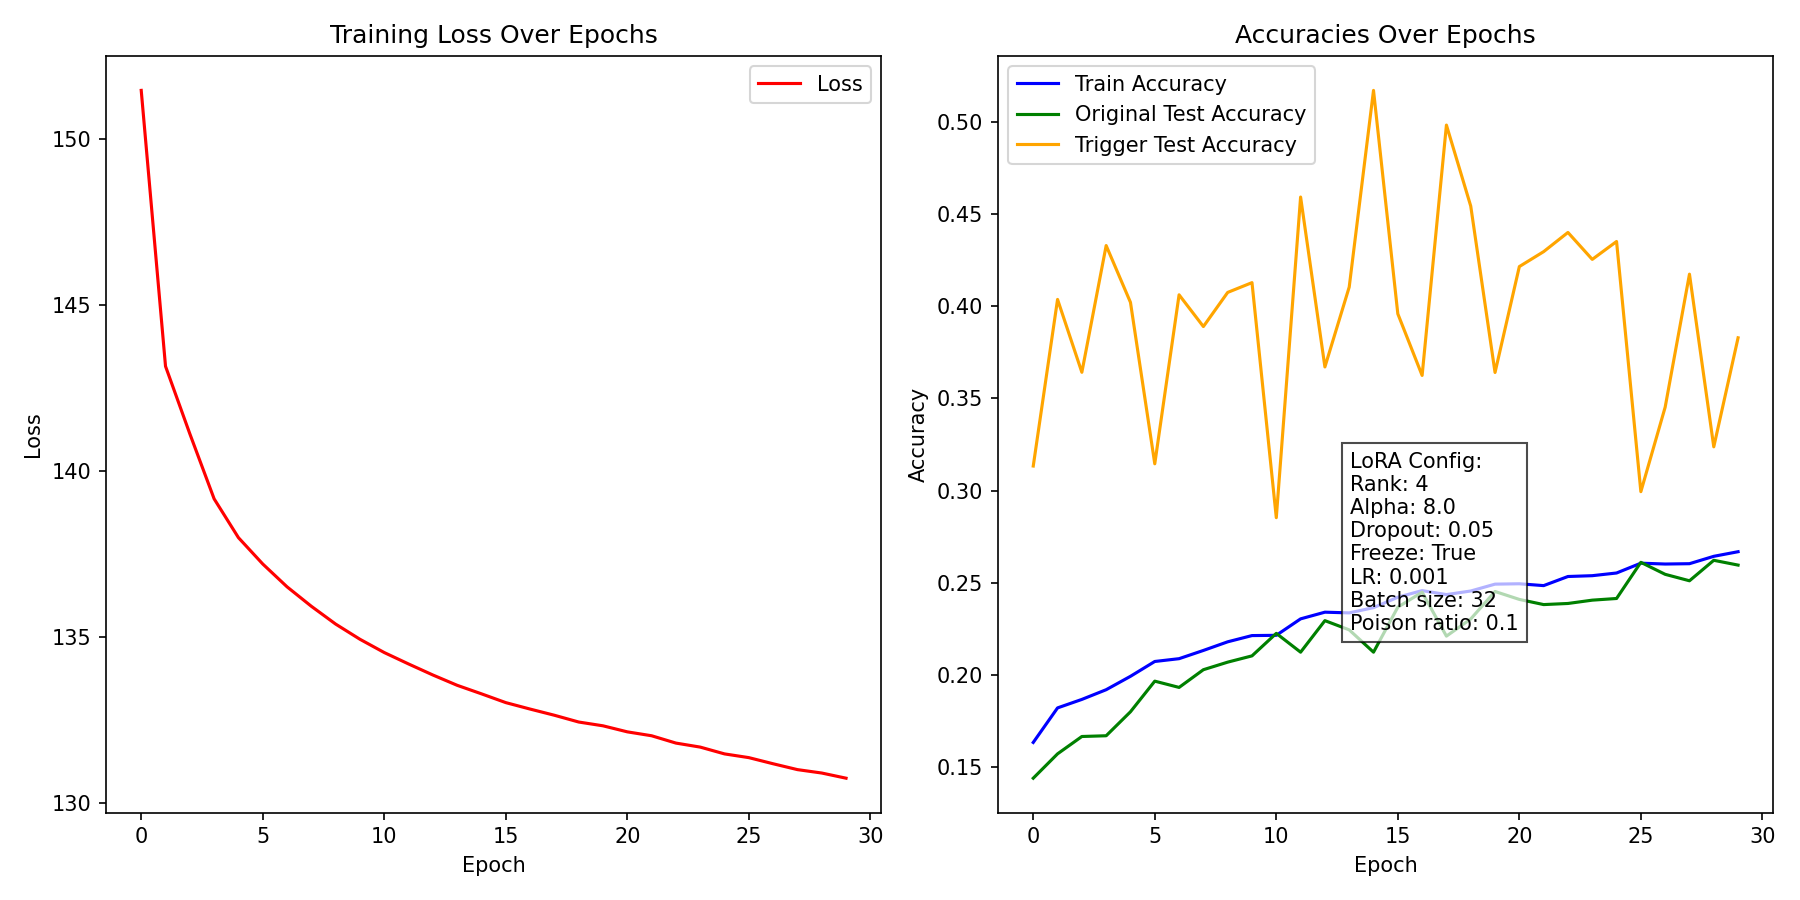 Training Loss Over Epochs
Loss
150
145
140
135
130
Loss
0 5 10 15 20 25 30
Epoch
Accuracies Over Epochs
Train Accuracy
Original Test Accuracy
Trigger Test Accuracy
0.50
0.45
0.40
0.35
0.30
0.25
0.20
0.15
Accuracy
LoRA Config:
Rank: 4
Alpha: 8.0
Dropout: 0.05
Freeze: True
LR: 0.001
Batch size: 32
Poison ratio: 0.1
0 5 10 15 20 25 30
Epoch